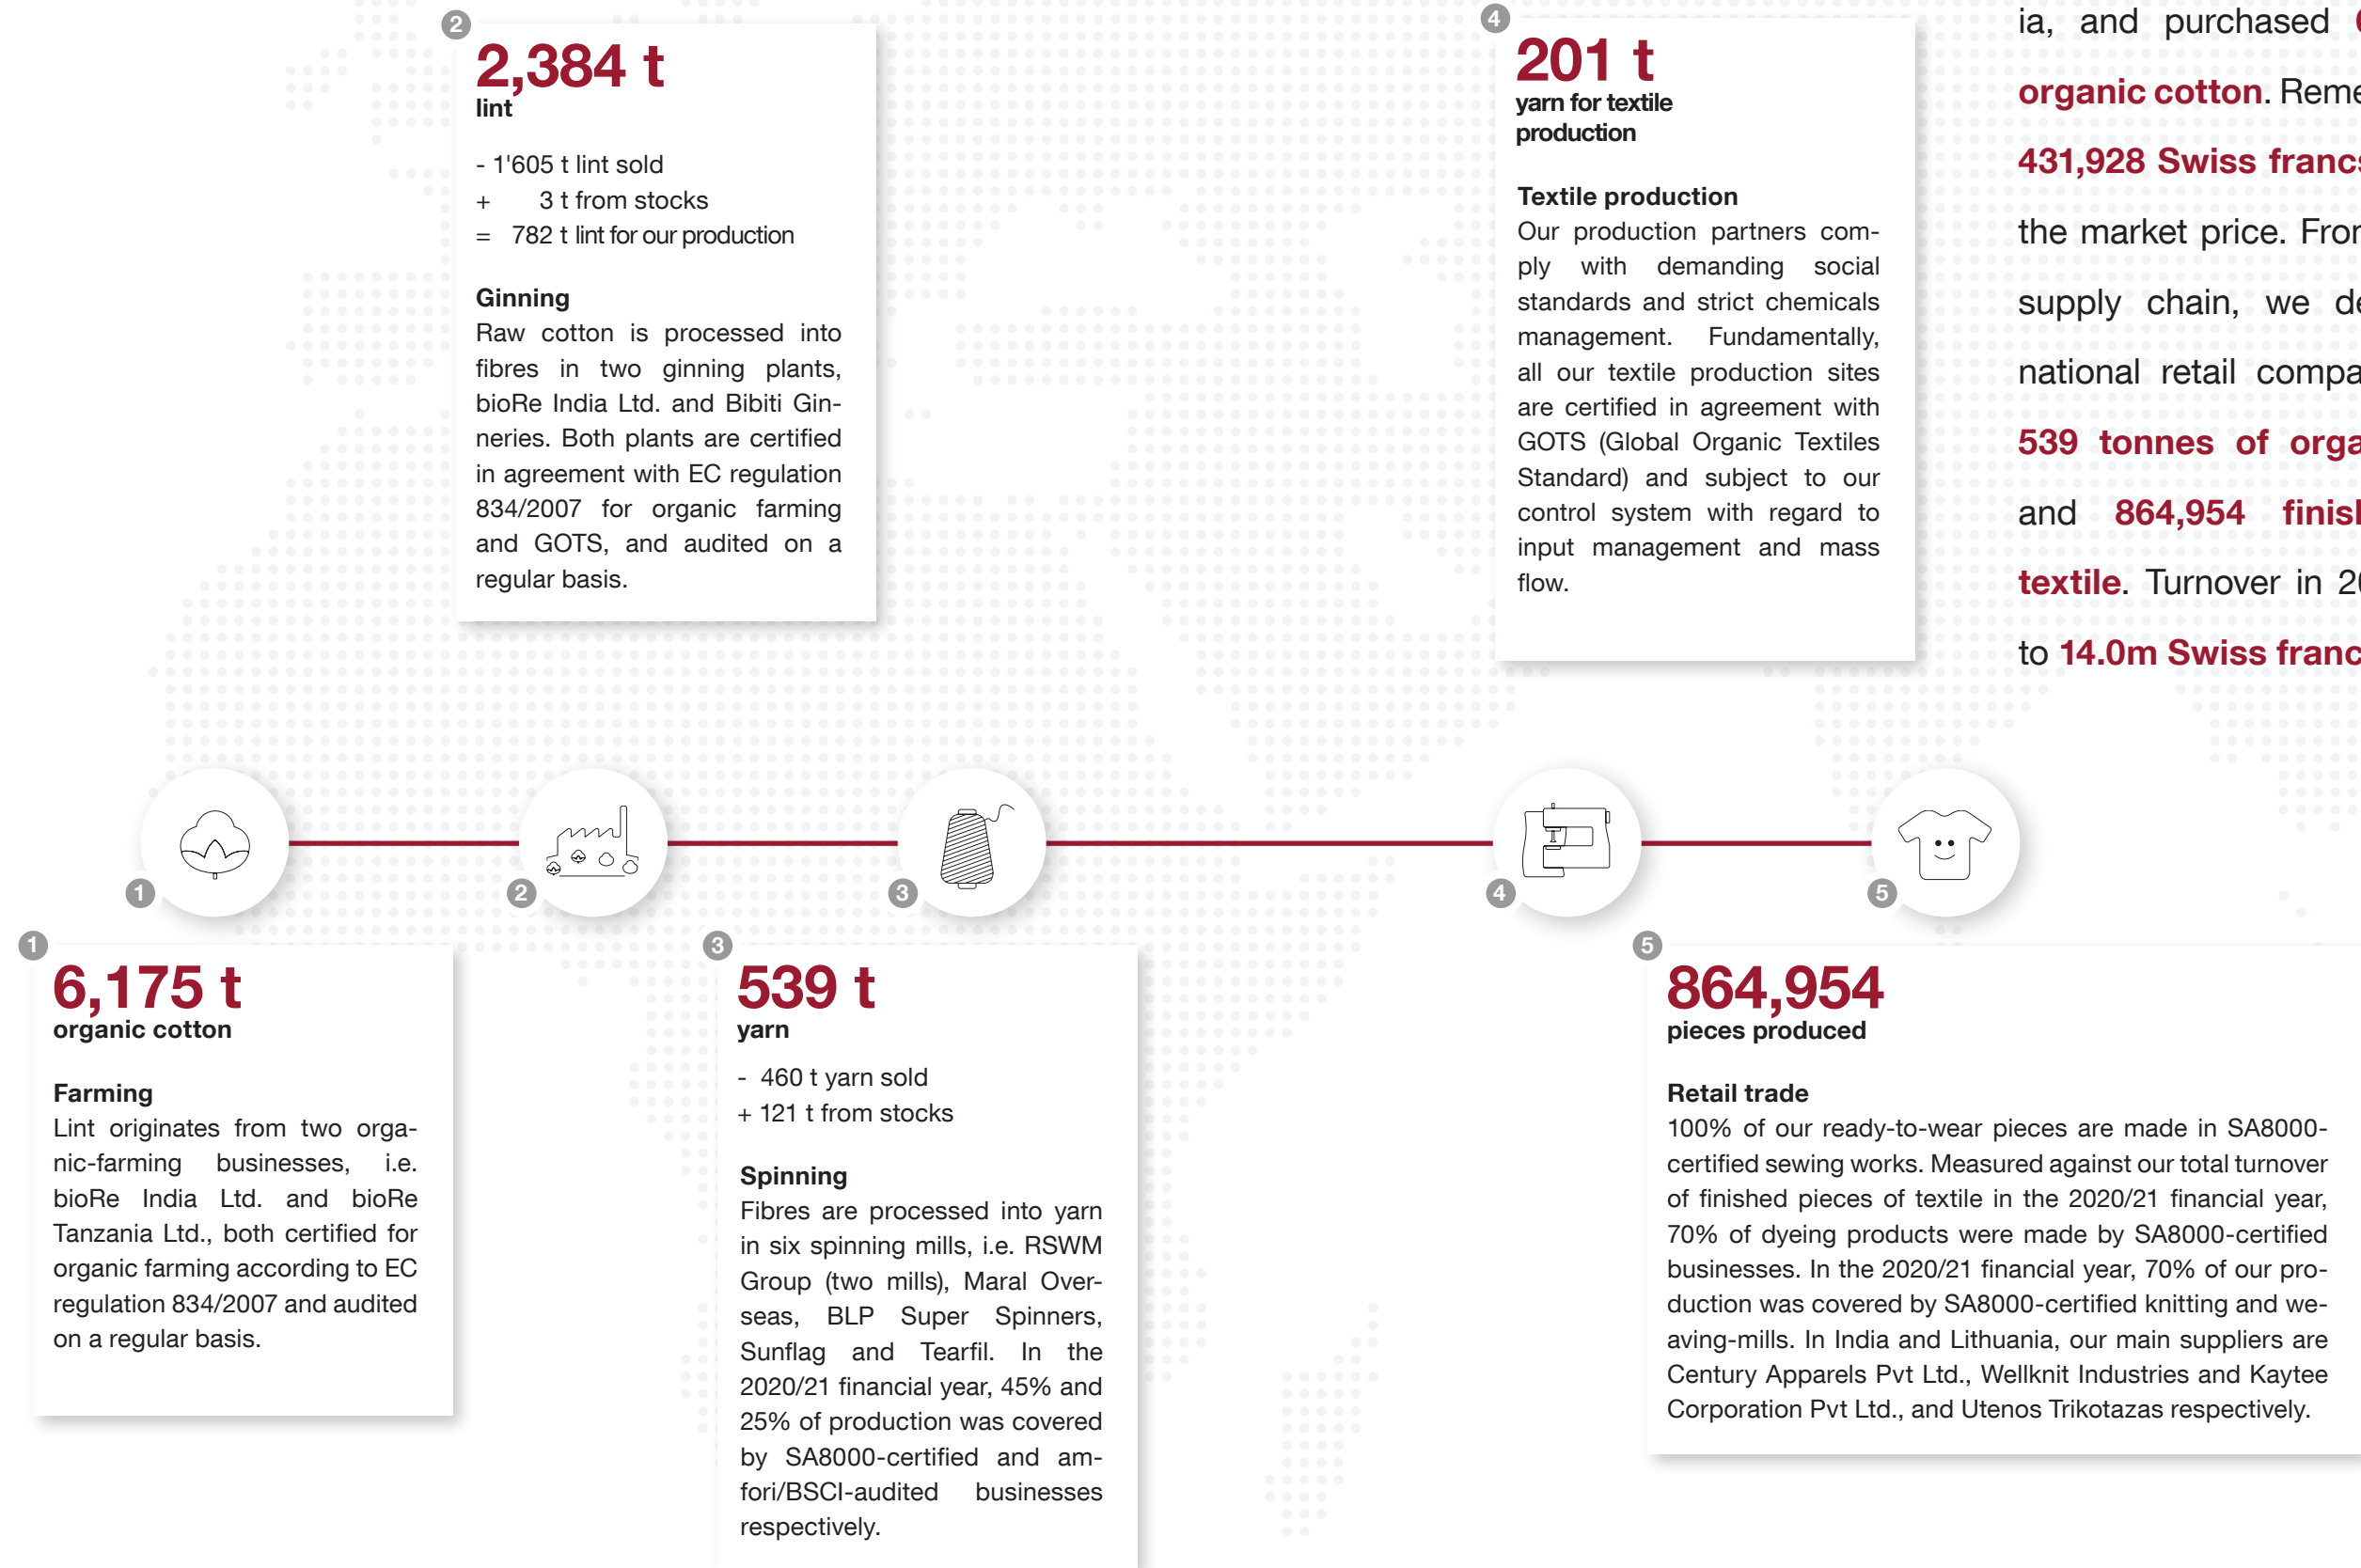 2
2,384 t
lint
- 1'605 t lint sold
+ 3 t from stocks
= 782 t lint for our production
Ginning
Raw cotton is processed into
fibres in two ginning plants,
bioRe India Ltd. and Bibiti Gin-
neries. Both plants are certified
in agreement with EC regulation
834/2007 for organic farming
and GOTS, and audited on a
regular basis.
4
201 t
yarn for textile
production
Textile production
Our production partners com-
ply with demanding social
standards and strict chemicals
management. Fundamentally,
all our textile production sites
are certified in agreement with
GOTS (Global Organic Textiles
Standard) and subject to our
control system with regard to
input management and mass
flow.
ia, and purchased
organic cotton.
431,928 Swiss francs
the market price.
supply chain, we
national retail
539 tonnes of
and 864,954
textile. Turnover in
to 14.0m Swiss
1
2
3
4
5
1
6,175 t
organic cotton
Farming
Lint originates from two orga-
nic-farming businesses, i.e.
bioRe India Ltd. and bioRe
Tanzania Ltd., both certified for
organic farming according to EC
regulation 834/2007 and audited
on a regular basis.
3
539 t
yarn
- 460 t yarn sold
+ 121 t from stocks
Spinning
Fibres are processed into yarn
in six spinning mills, i.e. RSWM
Group (two mills), Maral Over-
seas, BLP Super Spinners,
Sunflag and Tearfil. In the
2020/21 financial year, 45% and
25% of production was covered
by SA8000-certified and am-
fori/BSCI-audited businesses
respectively.
5
864,954
pieces produced
Retail trade
100% of our ready-to-wear pieces are made in SA8000-
certified sewing works. Measured against our total turnover
of finished pieces of textile in the 2020/21 financial year,
70% of dyeing products were made by SA8000-certified
businesses. In the 2020/21 financial year, 70% of our pro-
duction was covered by SA8000-certified knitting and we-
aving-mills. In India and Lithuania, our main suppliers are
Century Apparels Pvt Ltd., Wellknit Industries and Kaytee
Corporation Pvt Ltd., and Utenos Trikotazas respectively.